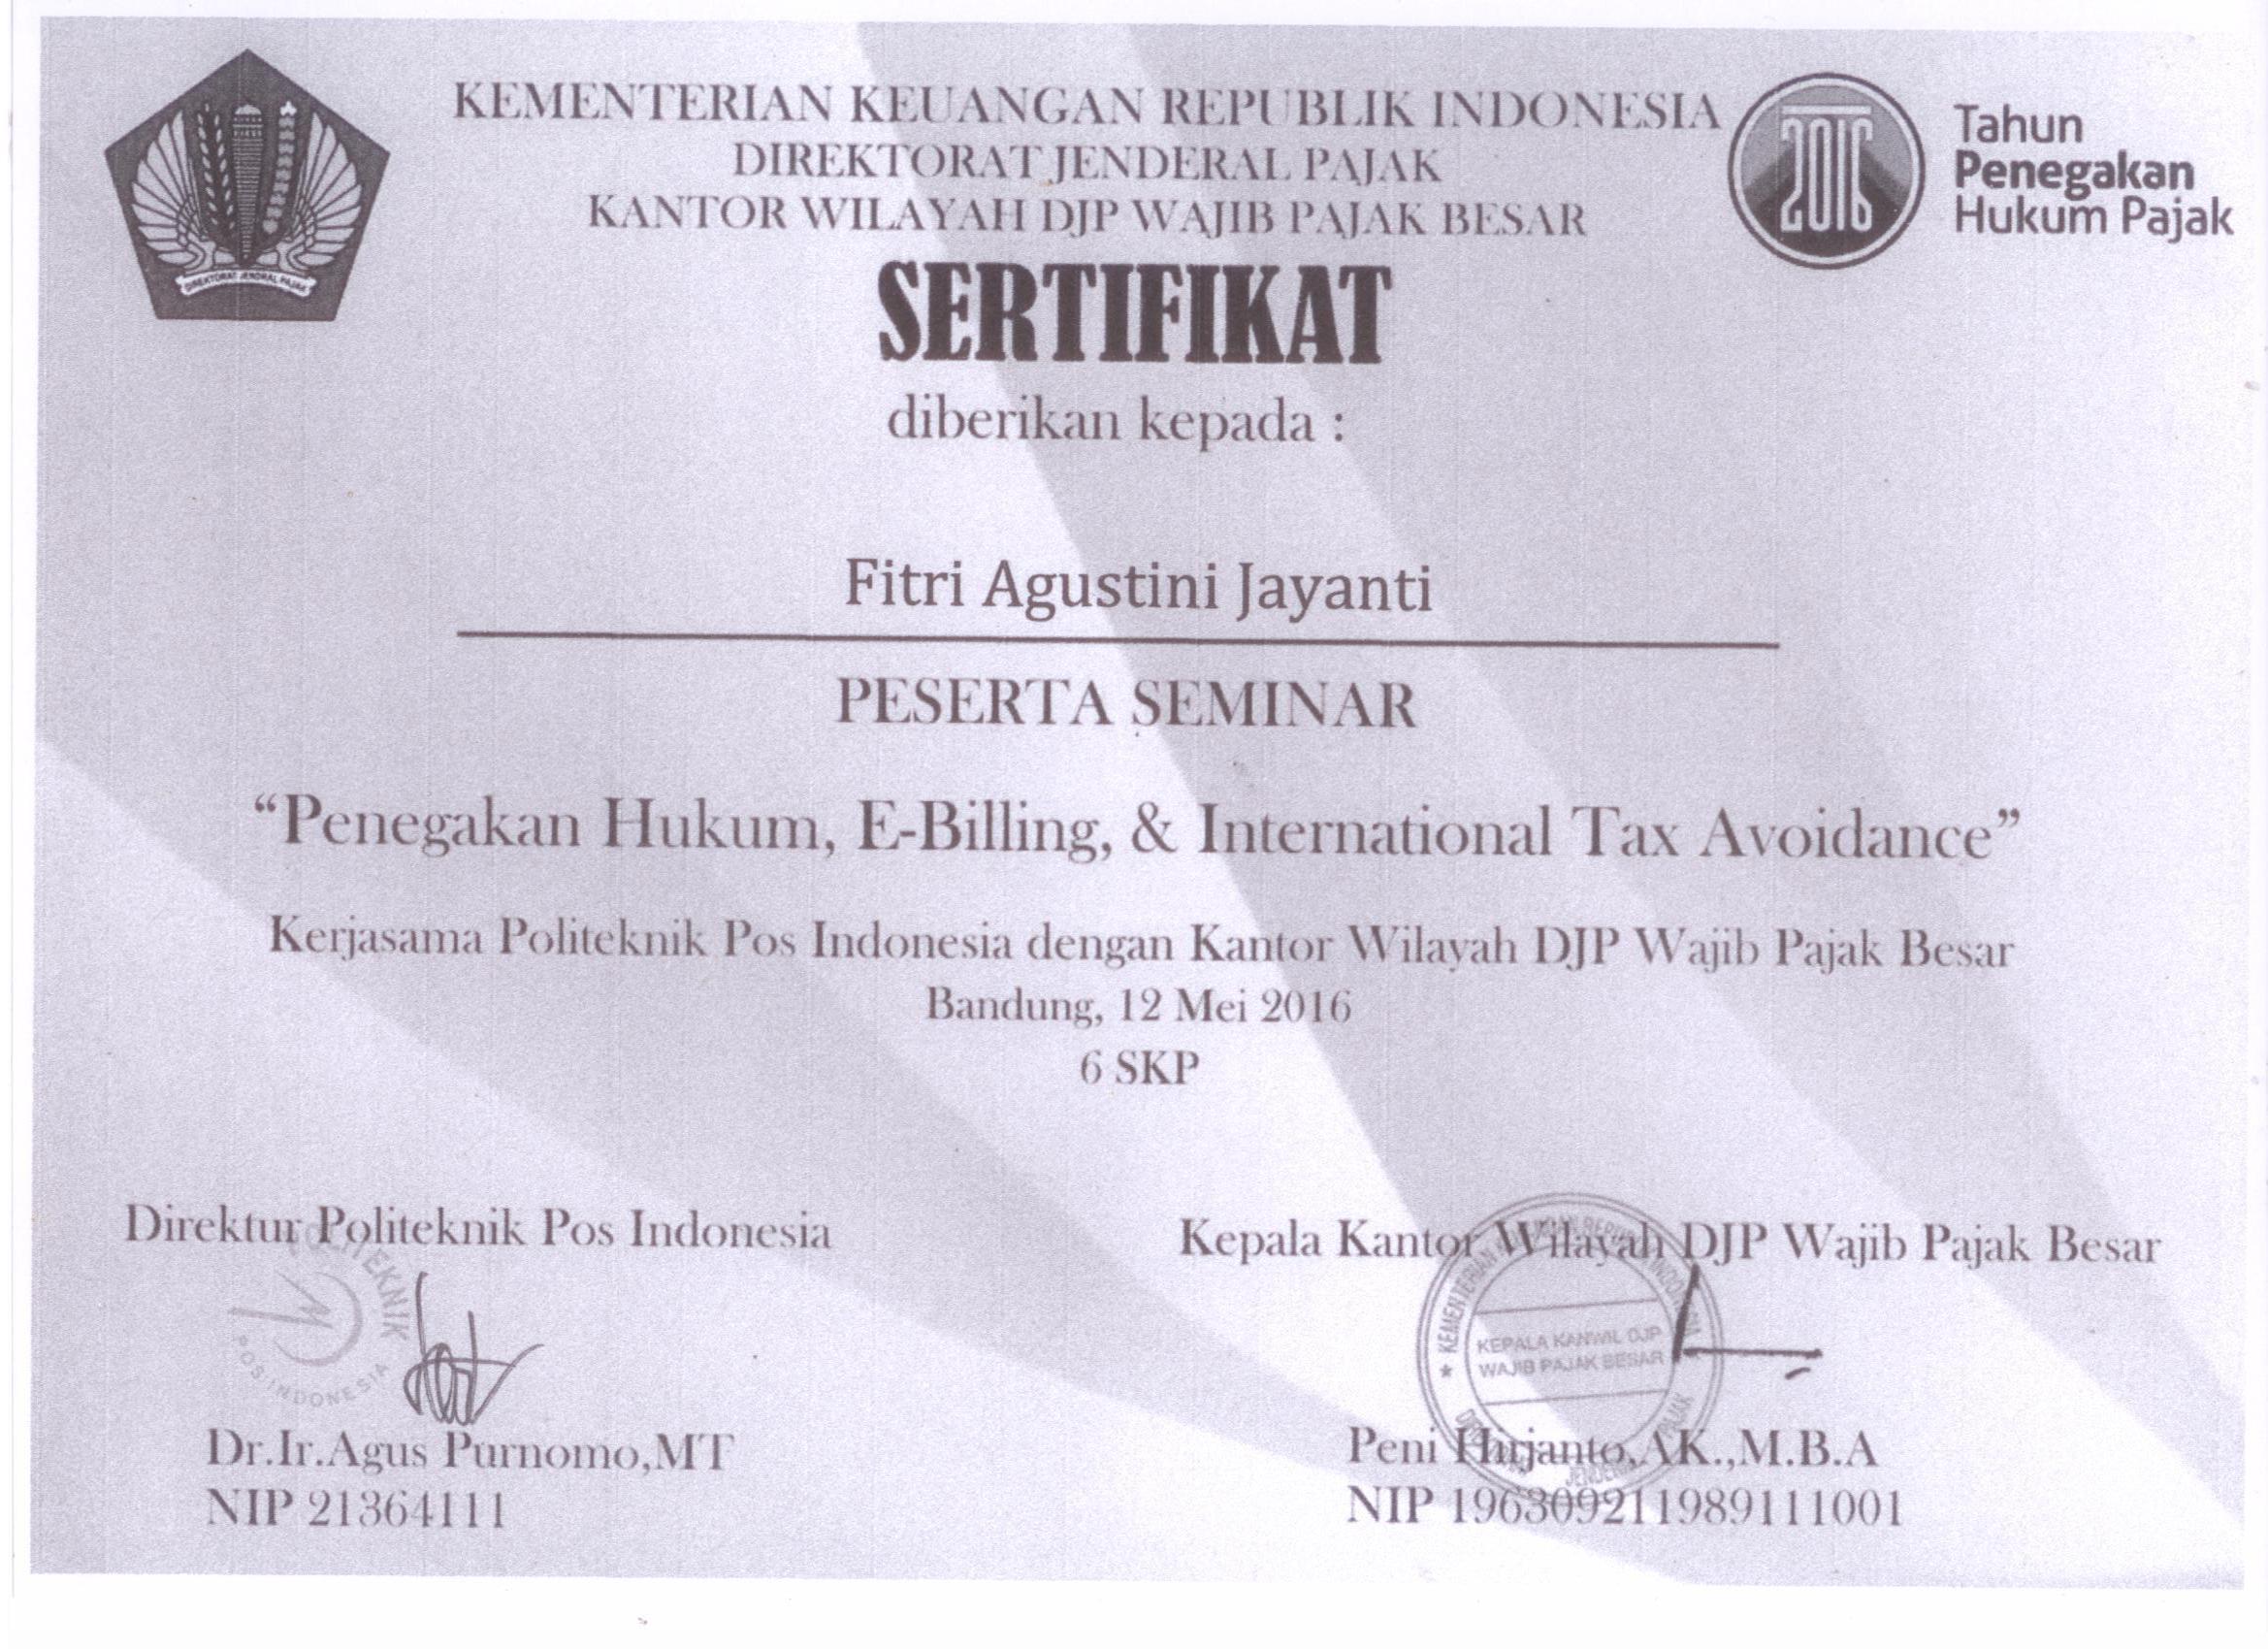 KEMENTERIAN KEUANGAN REPUBLIK INDONESIA
DIREKTORAT JENDERAL PAJAK
KANTOR WILAYAH DJP WAJIB PAJAK BESAR
DIREKTORAT JENDRAL PAJAK
2016
Tahun
Penegakan
Hukum Pajak
SERTIFIKAT
diberikan kepada :
Fitri Agustini Jayanti
PESERTA SEMINAR
“Penegakan Hukum, E-Billing, & International Tax Avoidance”
Kerjasama Politeknik Pos Indonesia dengan Kantor Wilayah DJP Wajib Pajak Besar
Bandung, 12 Mei 2016
6 SKP
Direktur Politeknik Pos Indonesia
POLITEKNIK
POS INDONESIA
Dr.Ir.Agus Purnomo,MT
NIP 21364111
Kepala Kantor Wilayah DJP Wajib Pajak Besar
KEMENTERIAN KEUANGAN REPUBLIK INDONESIA
KEPALA KANWIL DJP
WAJIB PAJAK BESAR
JENDERAL PAJAK
Peni Hirjanto,AK.,M.B.A
NIP 196309211989111001